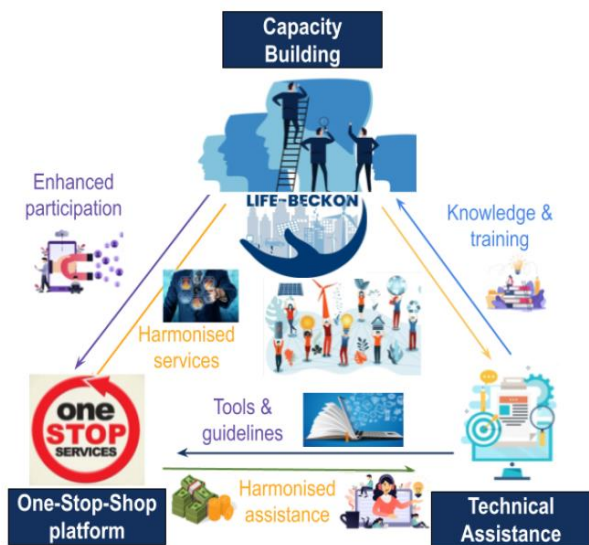 Capacity
Building
LIFE-BECKON
Enhanced
participation
Knowledge &
training
Harmonised
services
one
STOP
SERVICES
Tools &
guidelines
One-Stop-Shop
platform
Harmonised
assistance
Technical
Assistance